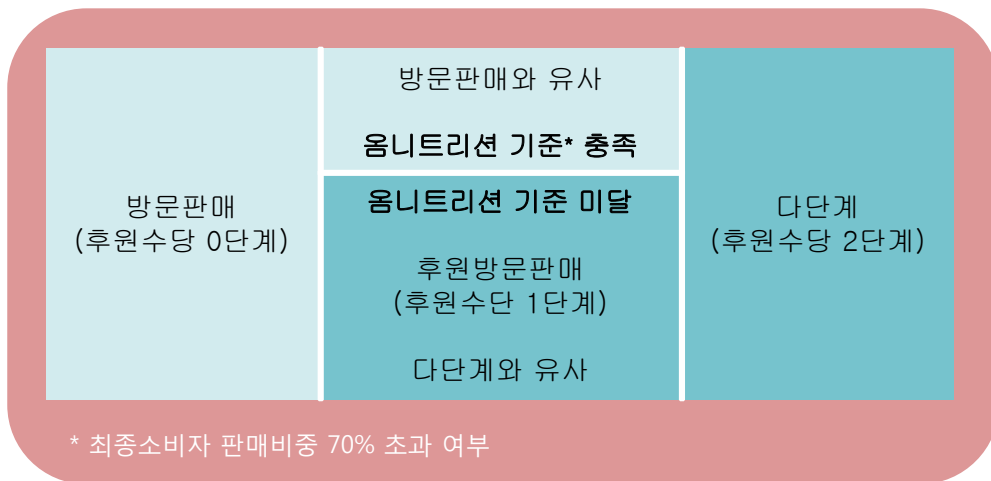 방문판매
(후원수당 0단계)
방문판매와 유사
옴니트리션 기준* 충족
옴니트리션 기준 미달
후원방문판매
(후원수단 1단계)
다단계와 유사
다단계
(후원수당 2단계)
* 최종소비자 판매비중 70% 초과 여부